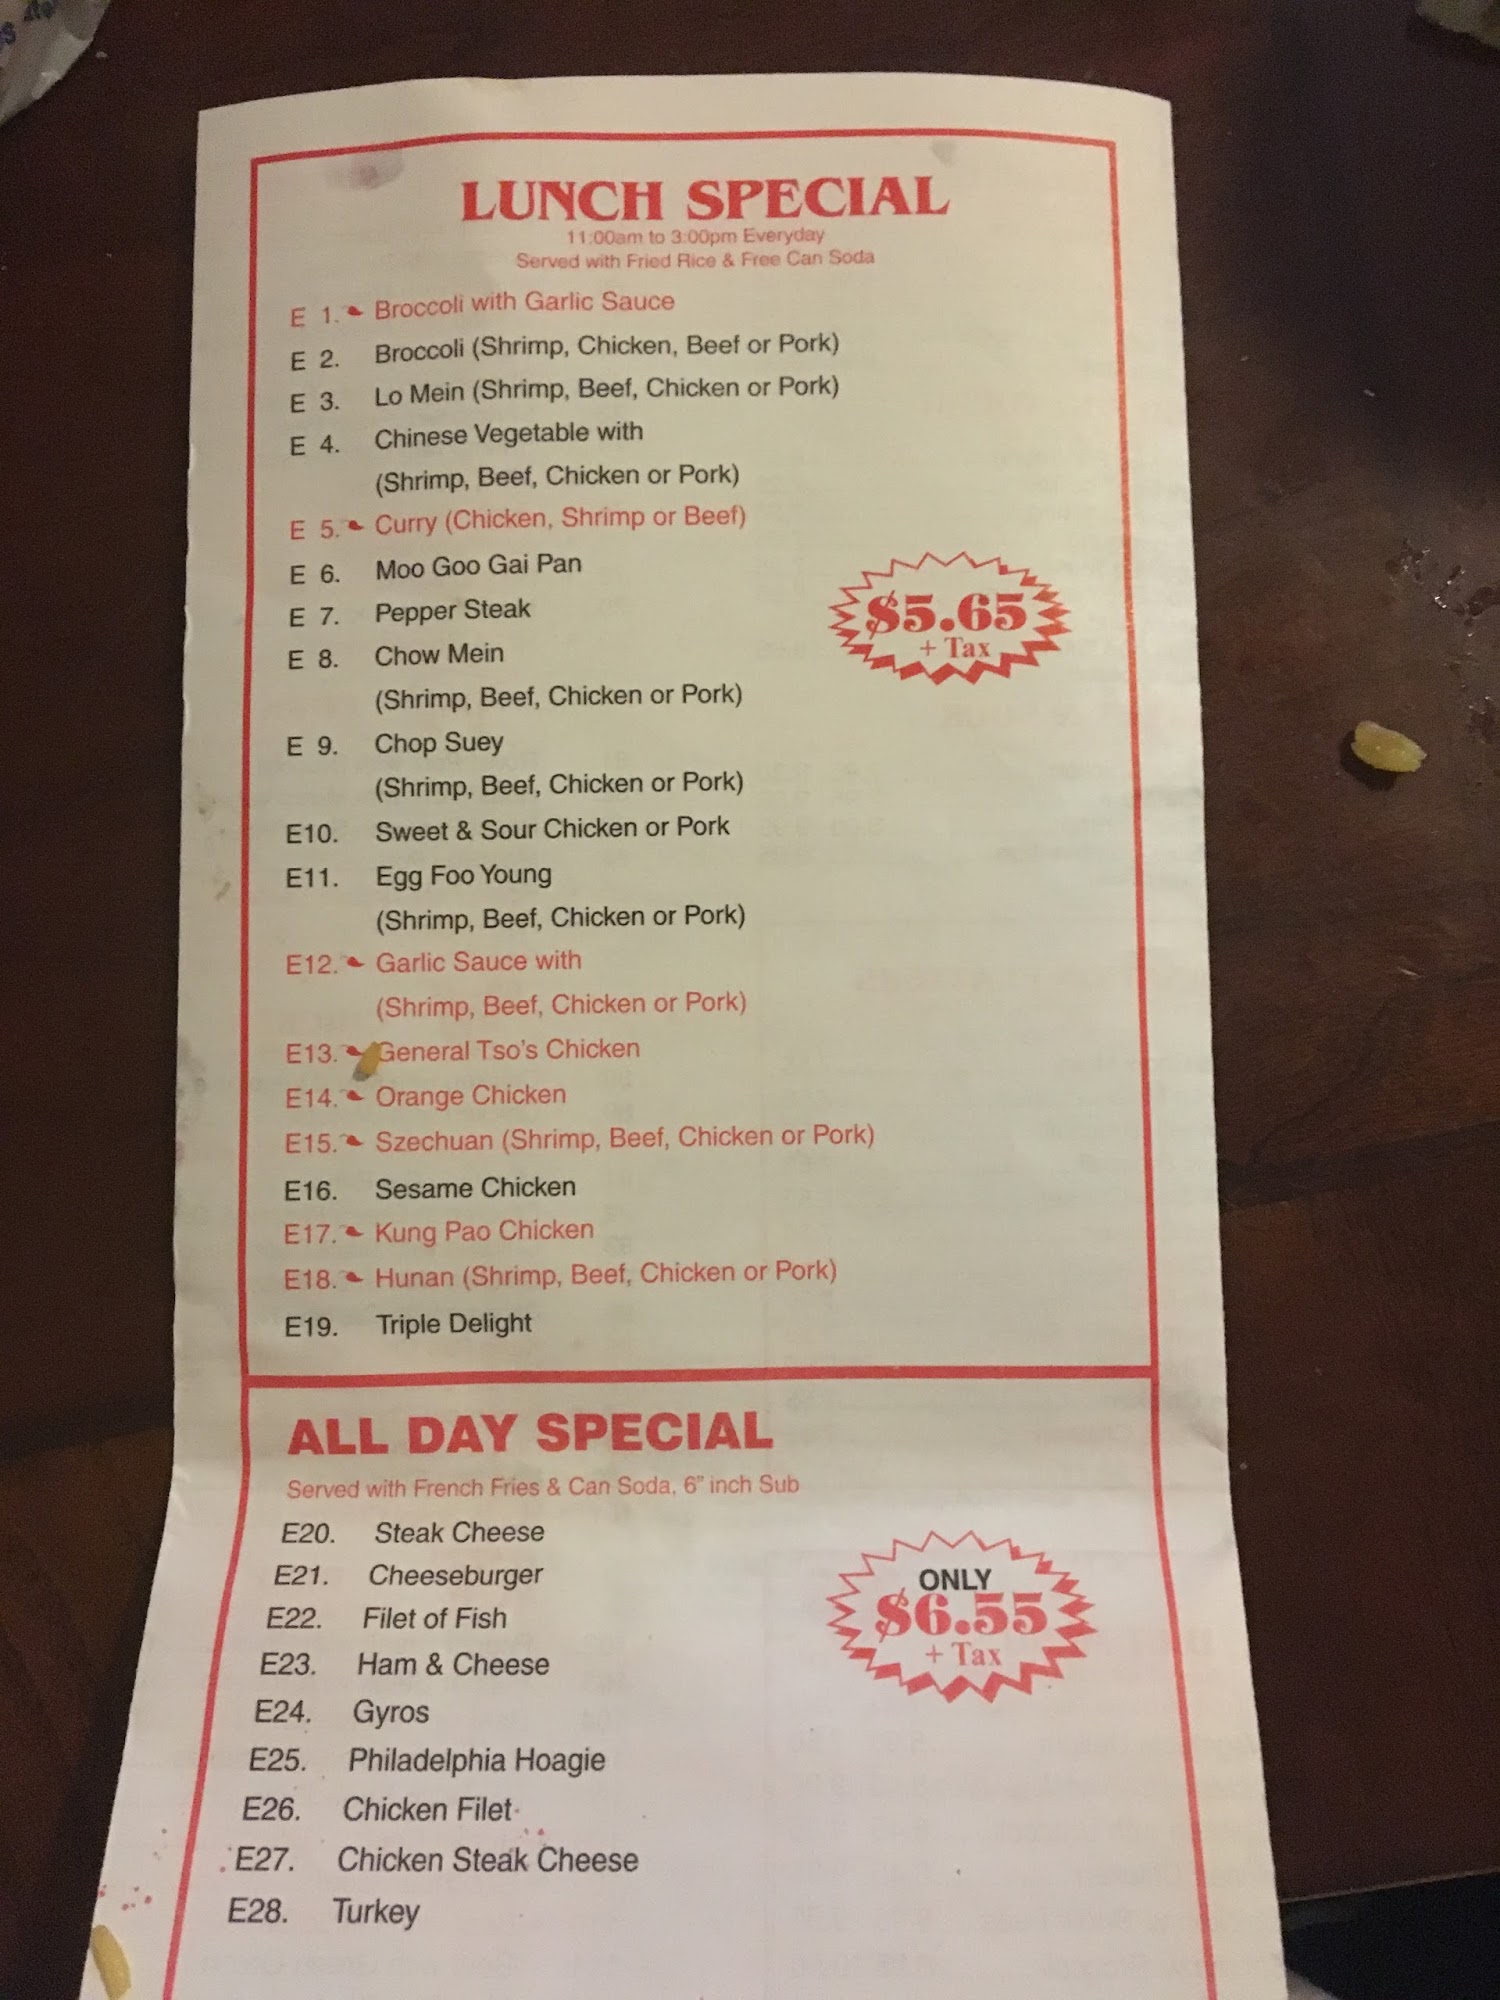 LUNCH SPECIAL
11:00am to 3:00pm Everyday
Served with Fried Rice & Free Can Soda
E 1. Broccoli with Garlic Sauce
E 2. Broccoli (Shrimp, Chicken, Beef or Pork)
E 3. Lo Mein (Shrimp, Beef, Chicken or Pork)
E 4. Chinese Vegetable with
(Shrimp, Beef, Chicken or Pork)
E 5. Curry (Chicken, Shrimp or Beef)
E 6. Moo Goo Gai Pan
E 7. Pepper Steak
E 8. Chow Mein
(Shrimp, Beef, Chicken or Pork)
E 9. Chop Suey
(Shrimp, Beef, Chicken or Pork)
E10. Sweet & Sour Chicken or Pork
E11. Egg Foo Young
(Shrimp, Beef, Chicken or Pork)
E12. Garlic Sauce with
(Shrimp, Beef, Chicken or Pork)
E13. General Tso's Chicken
E14. Orange Chicken
E15. Szechuan (Shrimp, Beef, Chicken or Pork)
E16. Sesame Chicken
E17. Kung Pao Chicken
E18. Hunan (Shrimp, Beef, Chicken or Pork)
E19. Triple Delight
$5.65
+ Tax
ALL DAY SPECIAL
Served with French Fries & Can Soda, 6" inch Sub
E20. Steak Cheese
E21. Cheeseburger
E22. Filet of Fish
E23. Ham & Cheese
E24. Gyros
E25. Philadelphia Hoagie
E26. Chicken Filet
E27. Chicken Steak Cheese
E28. Turkey
ONLY
$6.55
+ Tax